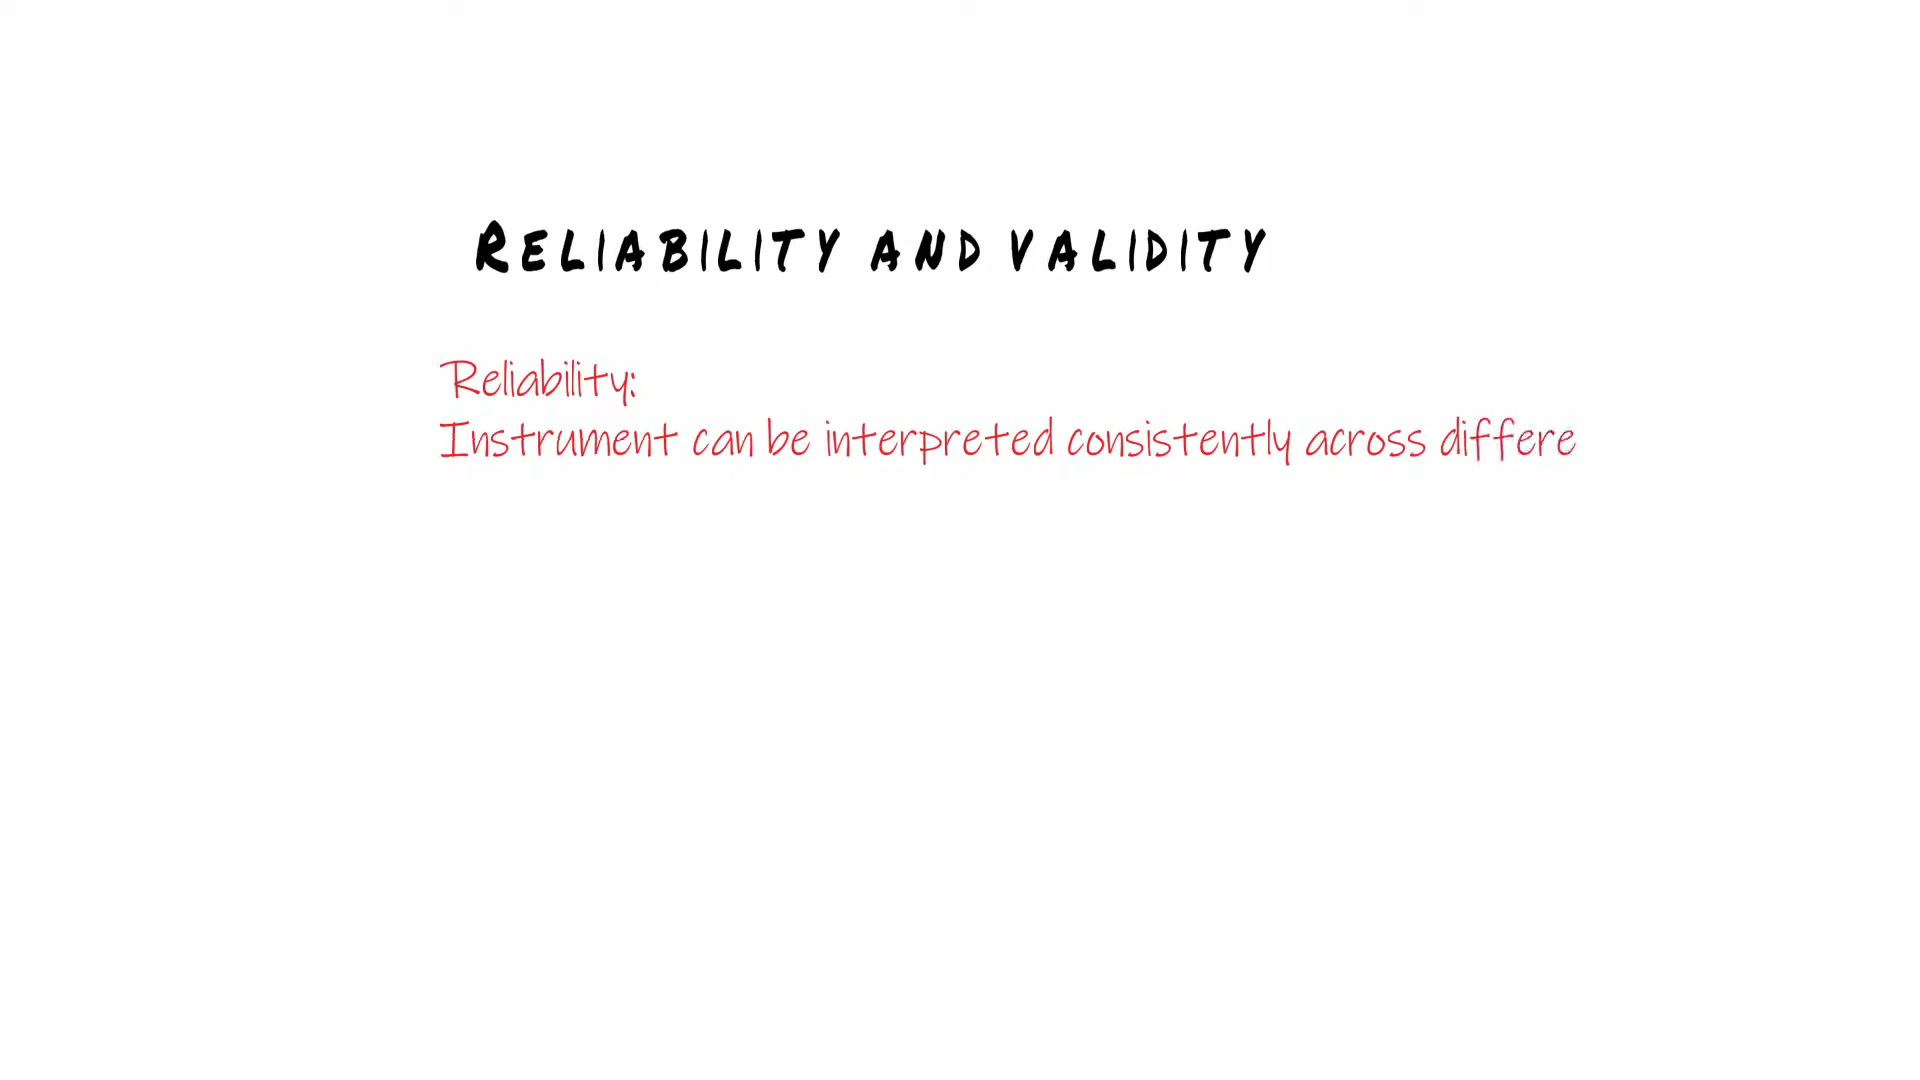 Reliability and validity
Reliability:
Instrument can be interpreted consistently across differe